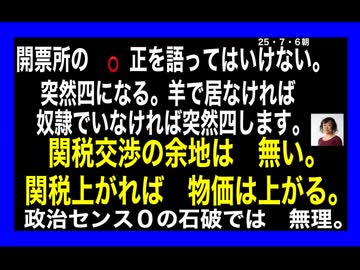 25・7・6朝
開票所の 。正を語ってはいけない。
突然四になる。羊で居なければ
奴隷でいなければ突然四します。
関税交渉の余地は 無い。
関税上がれば 物価は上がる。
政治センス０の石破では 無理。